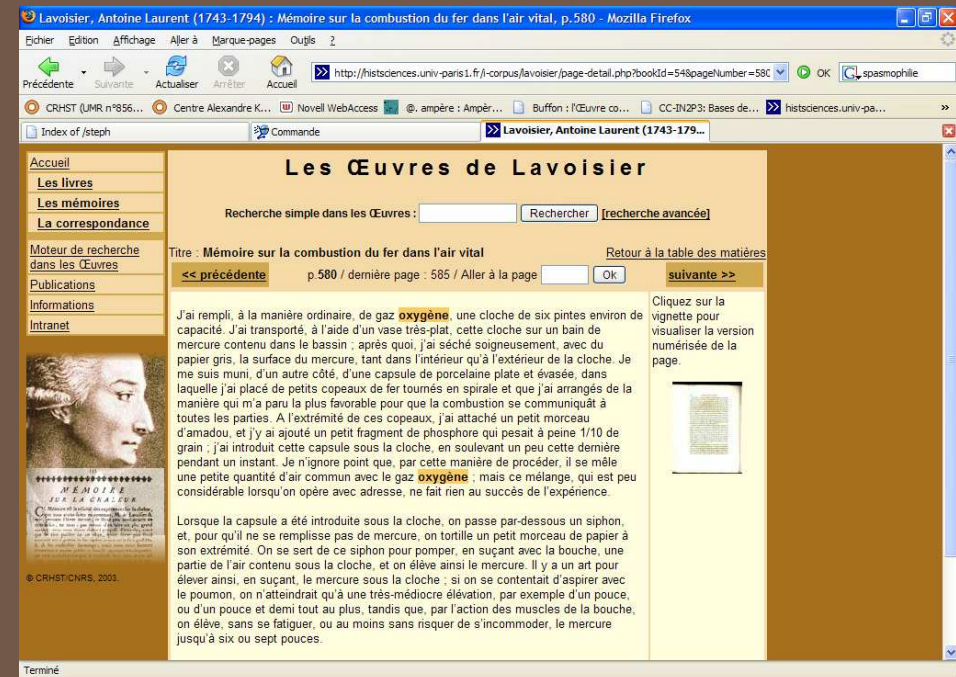 Lavoisier, Antoine Laurent (1743-1794) : Mémoire sur la combustion du fer dans l'air vital, p.580 - Mozilla Firefox
Fichier Edition Affichage Aller à Marque-pages Outils ?
Précédente Suivante Actualiser Arrêter Accueil
http://histsciences.univ-paris1.fr/i-corpus/lavoisier/page-detail.php?bookId=54&pageNumber=580
OK spasmophilie
CRHST (UMR n°856... Centre Alexandre K... Novell WebAccess @. ampère : Ampèr... Buffon : l'Œuvre co... CC-IN2P3: Bases de... histsciences.univ-pa... »
Index of /steph Commande Lavoisier, Antoine Laurent (1743-179...
Accueil
Les livres
Les mémoires
La correspondance
Moteur de recherche
dans les Œuvres
Publications
Informations
Intranet
MÉMOIRE
SUR LA CHALEUR
© CRHST/CNRS, 2003.
Les Œuvres de Lavoisier
Recherche simple dans les Œuvres : Rechercher [recherche avancée]
Titre : Mémoire sur la combustion du fer dans l'air vital Retour à la table des matières
<< précédente p.580 / dernière page : 585 / Aller à la page Ok suivante >>
J'ai rempli, à la manière ordinaire, de gaz oxygène, une cloche de six pintes environ de
capacité. J'ai transporté, à l'aide d'un vase très-plat, cette cloche sur un bain de
mercure contenu dans le bassin ; après quoi, j'ai séché soigneusement, avec du
papier gris, la surface du mercure, tant dans l'intérieur qu'à l'extérieur de la cloche. Je
me suis muni, d'un autre côté, d'une capsule de porcelaine plate et évasée, dans
laquelle j'ai placé de petits copeaux de fer tournés en spirale et que j'ai arrangés de la
manière qui m'a paru la plus favorable pour que la combustion se communiquât à
toutes les parties. A l'extrémité de ces copeaux, j'ai attaché un petit morceau
d'amadou, et j'y ai ajouté un petit fragment de phosphore qui pesait à peine 1/10 de
grain ; j'ai introduit cette capsule sous la cloche, en soulevant un peu cette dernière
pendant un instant. Je n'ignore point que, par cette manière de procéder, il se mêle
une petite quantité d'air commun avec le gaz oxygène ; mais ce mélange, qui est peu
considérable lorsqu'on opère avec adresse, ne fait rien au succès de l'expérience.
Lorsque la capsule a été introduite sous la cloche, on passe par-dessous un siphon,
et, pour qu'il ne se remplisse pas de mercure, on tortille un petit morceau de papier à
son extrémité. On se sert de ce siphon pour pomper, en suçant avec la bouche, une
partie de l'air contenu sous la cloche, et on élève ainsi le mercure. Il y a un art pour
élever ainsi, en suçant, le mercure sous la cloche ; si on se contentait d'aspirer avec
le poumon, on n'atteindrait qu'à une très-médiocre élévation, par exemple d'un pouce,
ou d'un pouce et demi tout au plus, tandis que, par l'action des muscles de la bouche,
on élève, sans se fatiguer, ou au moins sans risquer de s'incommoder, le mercure
jusqu'à six ou sept pouces.
Cliquez sur la
vignette pour
visualiser la version
numérisée de la
page.
Terminé